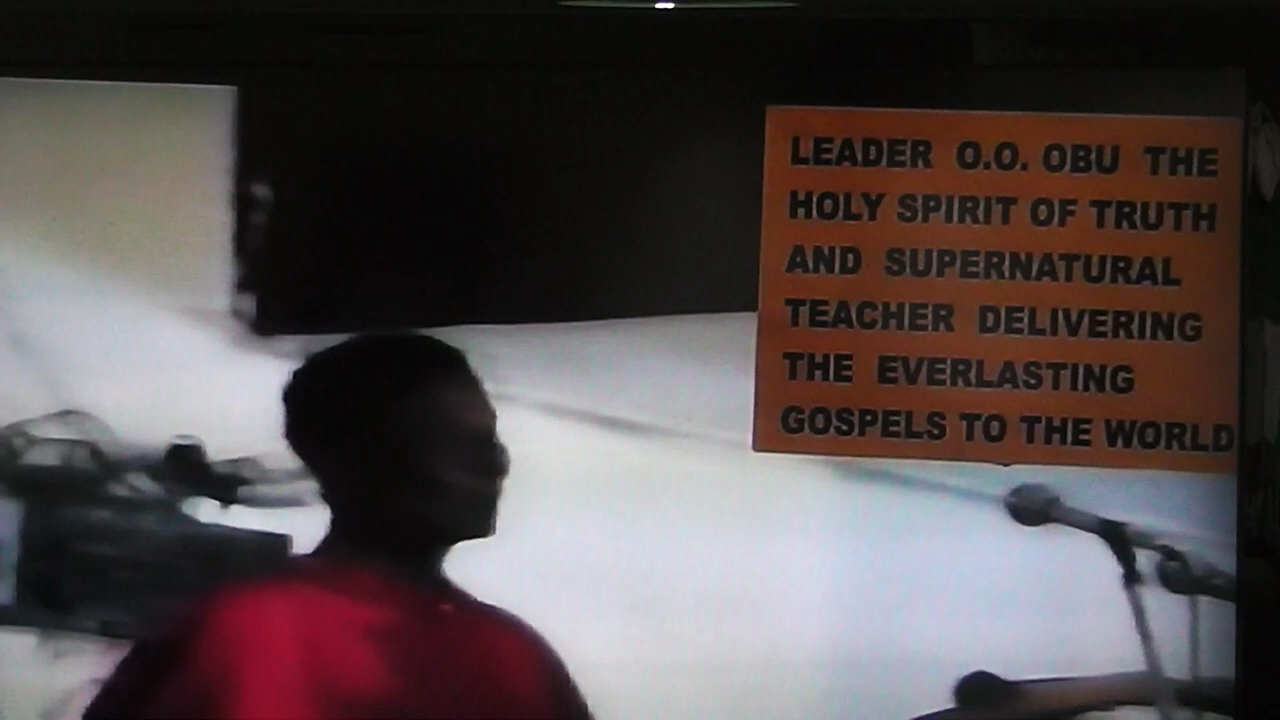 LEADER O.O. OBU THE
HOLY SPIRIT OF TRUTH
AND SUPERNATURAL
TEACHER DELIVERING
THE EVERLASTING
GOSPELS TO THE WORLD